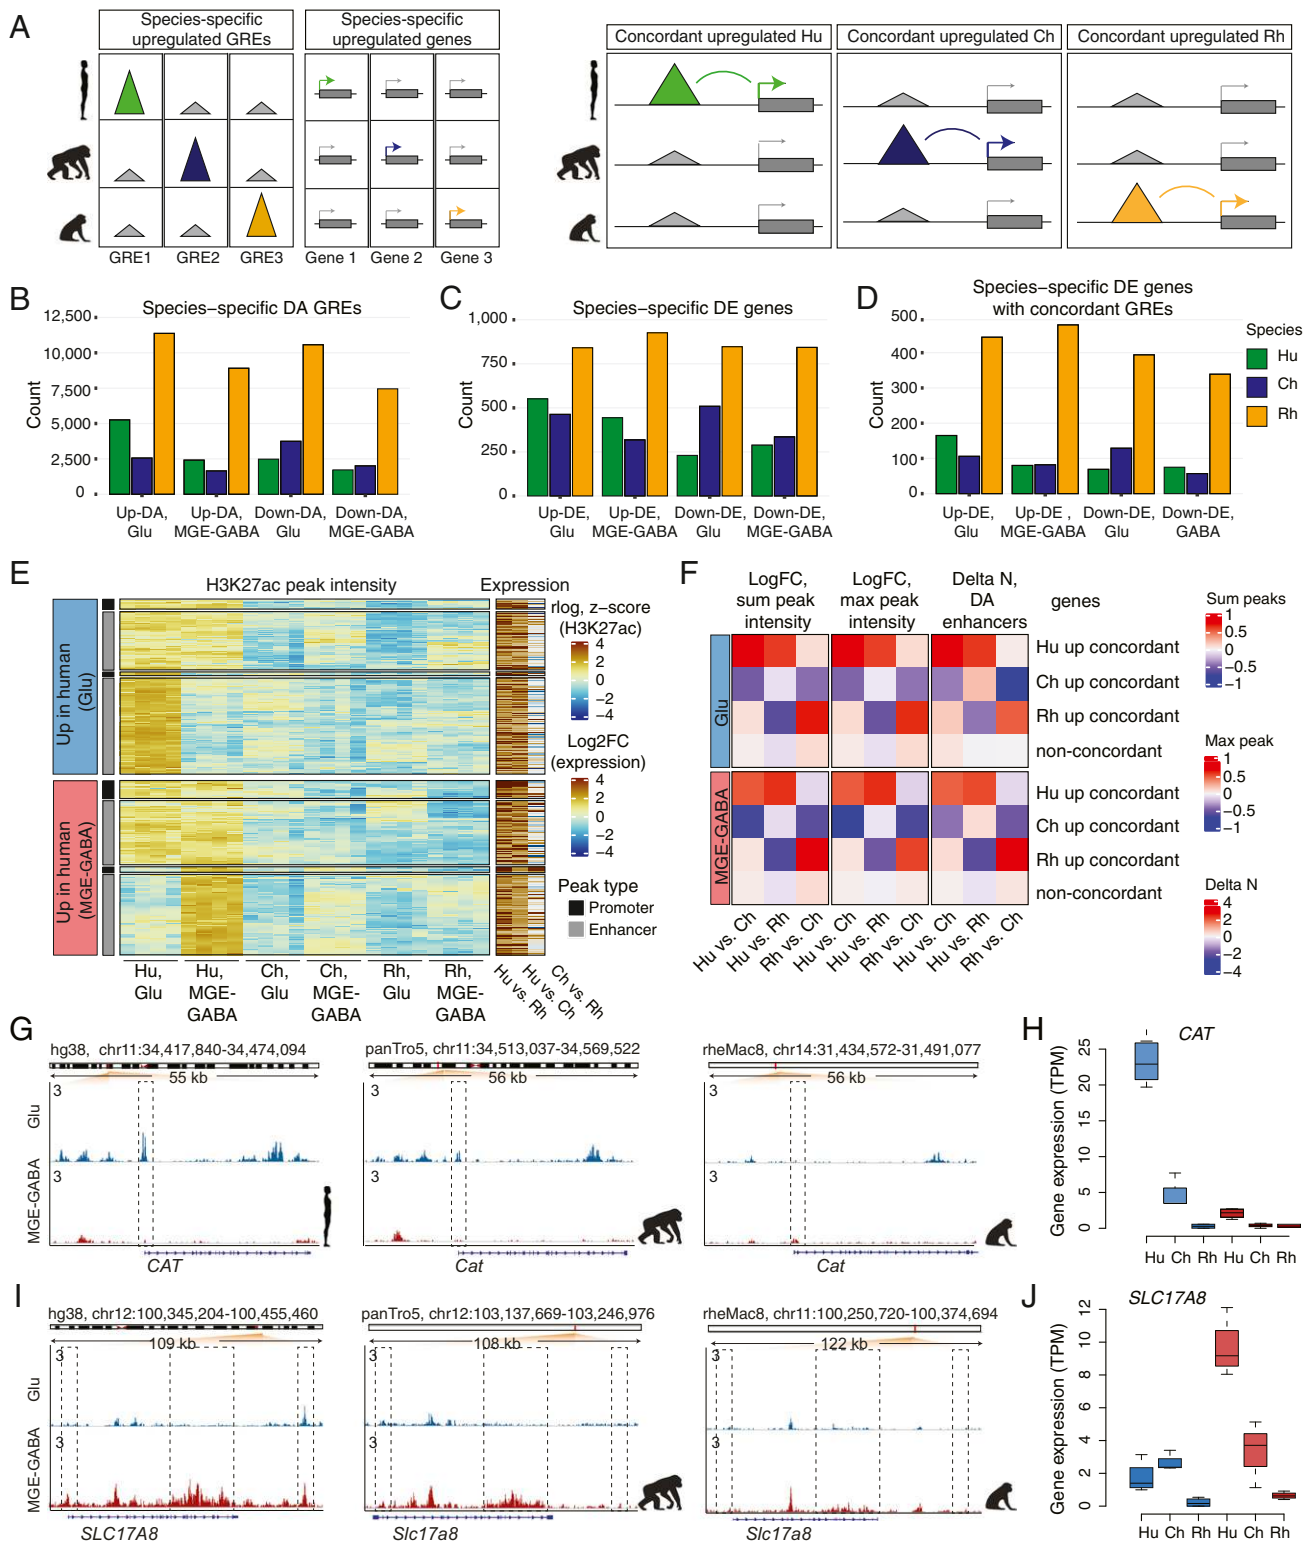 A
Species-specific
upregulated GREs
Species-specific
upregulated genes
GRE1 GRE2 GRE3
Gene 1 Gene 2 Gene 3
Concordant upregulated Hu
Concordant upregulated Ch
Concordant upregulated Rh
B
Species–specific DA GREs
Count
12,500
10,000
7,500
5,000
2,500
0
Up-DA,
Glu
Up-DA,
MGE-GABA
Down-DA,
Glu
Down-DA,
MGE-GABA
C
Species–specific DE genes
Count
1,000
750
500
250
0
Up-DE,
Glu
Up-DE,
MGE-GABA
Down-DE,
Glu
Down-DE,
MGE-GABA
D
Species–specific DE genes
with concordant GREs
Count
500
400
300
200
100
0
Up-DE,
Glu
Up-DE ,
MGE-GABA
Down-DE,
Glu
Down-DE,
GABA
Species
Hu
Ch
Rh
E
H3K27ac peak intensity
Expression
Up in human
(Glu)
Up in human
(MGE-GABA)
Hu,
Glu
Hu,
MGE-
GABA
Ch,
Glu
Ch,
MGE-
GABA
Rh,
Glu
Rh,
MGE-
GABA
Hu vs. Rh
Hu vs. Ch
Ch vs. Rh
rlog, z–score
(H3K27ac)
4
2
0
−2
−4
Log2FC
(expression)
4
2
0
−2
−4
Peak type
Promoter
Enhancer
F
LogFC,
sum peak
intensity
LogFC,
max peak
intensity
Delta N,
DA
enhancers
genes
Glu
Hu up concordant
Ch up concordant
Rh up concordant
non-concordant
MGE-GABA
Hu up concordant
Ch up concordant
Rh up concordant
non-concordant
Hu vs. Ch
Hu vs. Rh
Rh vs. Ch
Hu vs. Ch
Hu vs. Rh
Rh vs. Ch
Hu vs. Ch
Hu vs. Rh
Rh vs. Ch
Sum peaks
1
0.5
0
−0.5
−1
Max peak
1
0.5
0
−0.5
−1
Delta N
4
2
0
−2
−4
G
hg38, chr11:34,417,840-34,474,094
55 kb
Glu
3
MGE-GABA
3
CAT
panTro5, chr11:34,513,037-34,569,522
56 kb
3
3
Cat
rheMac8, chr14:31,434,572-31,491,077
56 kb
3
3
Cat
H
CAT
Gene expression (TPM)
25
20
15
10
5
0
Hu Ch Rh Hu Ch Rh
I
hg38, chr12:100,345,204-100,455,460
109 kb
Glu
3
MGE-GABA
3
SLC17A8
panTro5, chr12:103,137,669-103,246,976
108 kb
3
3
Slc17a8
rheMac8, chr11:100,250,720-100,374,694
122 kb
3
3
Slc17a8
J
SLC17A8
Gene expression (TPM)
12
10
8
6
4
2
0
Hu Ch Rh Hu Ch Rh